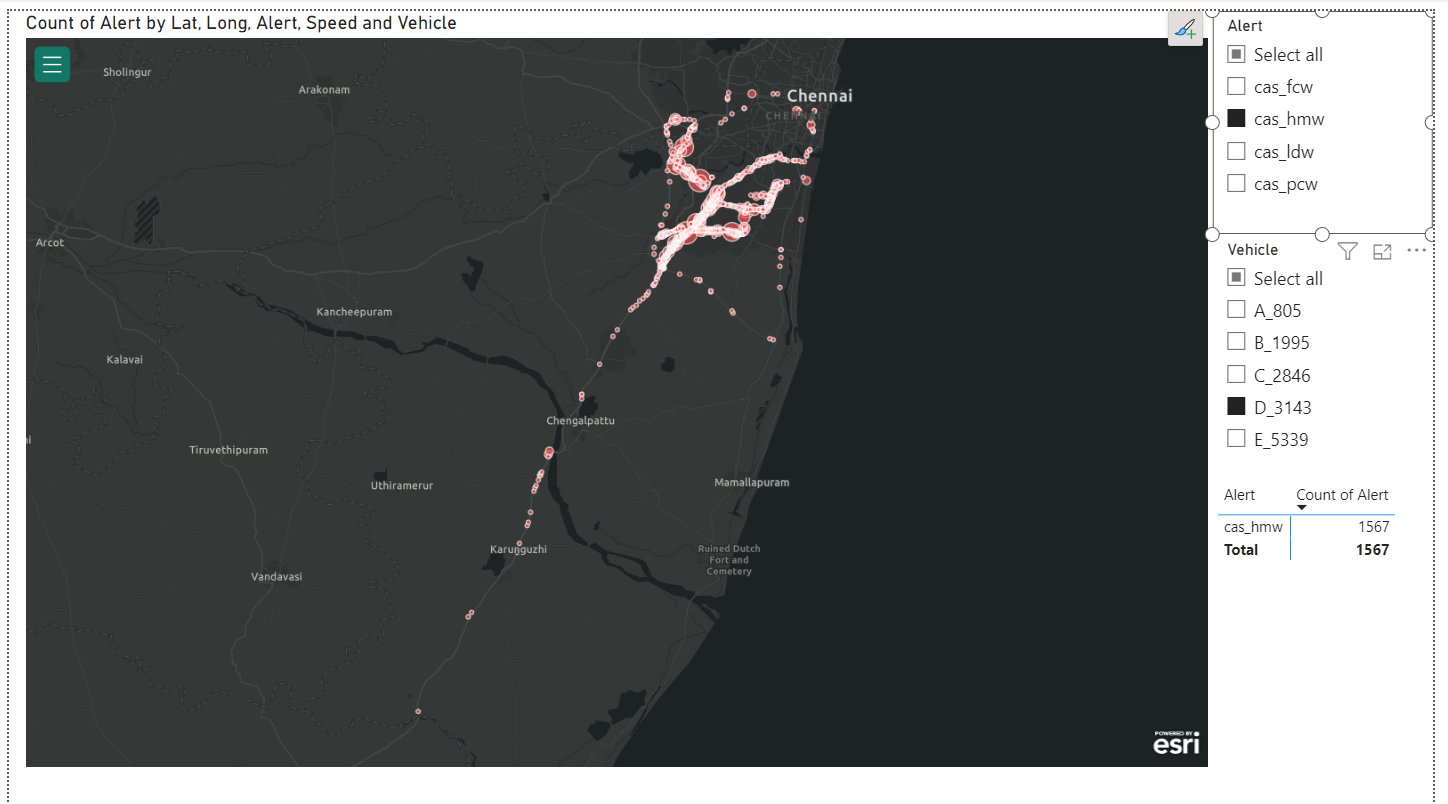 Count of Alert by Lat, Long, Alert, Speed and Vehicle
Sholingur
Arakonam
Chennai
CHENNAI
Arcot
Kancheepuram
Kalavai
Chengalpattu
Tiruvethipuram
Uthiramerur
Mamallapuram
Karunguzhi
Ruined Dutch
Fort and
Cemetery
Vandavasi
POWERED BY
esri
Alert
Select all
cas_fcw
cas_hmw
cas_ldw
cas_pcw
Vehicle
Select all
A_805
B_1995
C_2846
D_3143
E_5339
Alert Count of Alert
cas_hmw 1567
Total 1567